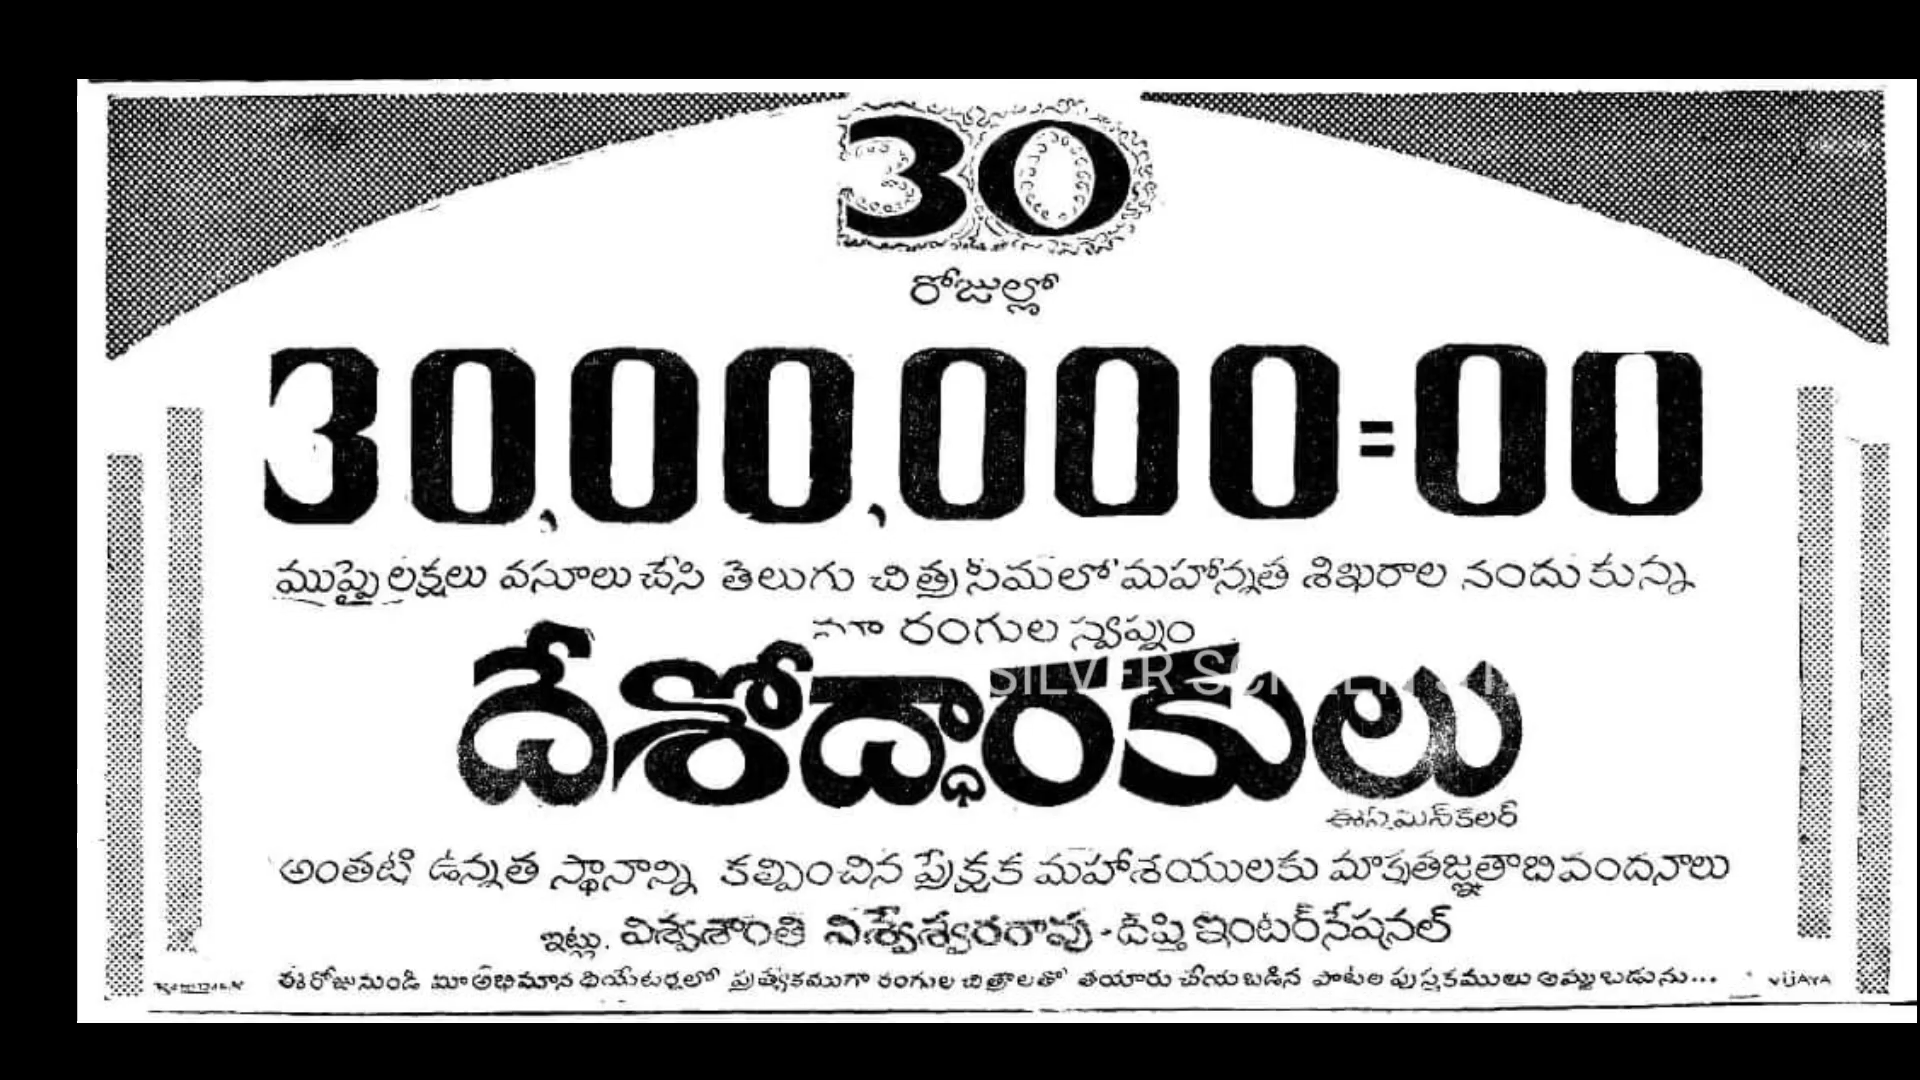 30
రోజుల్లో
30,00,000=00
ముప్పై లక్షలు వసూలు చేసి తెలుగు చిత్రసీమలో మహోన్నత శిఖరాల నందుకున్న
మా రంగుల స్వప్నం
దేశోద్ధారకులు
SILVER SCREEN
ఈస్ట్‌మన్‌కలర్
అంతటి ఉన్నత స్థానాన్ని కల్పించిన ప్రేక్షక మహాశయులకు మా కృతజ్ఞతాభివందనాలు
ఇట్లు. విశ్వశాంతి విశ్వేశ్వరరావు-దీప్తి ఇంటర్‌నేషనల్
ఈ రోజునుండి మా అభిమాన థియేటర్లలో ప్రత్యేకముగా రంగుల చిత్రాలతో తయారు చేయబడిన పాటల పుస్తకములు అమ్మబడును...
VIJAYA